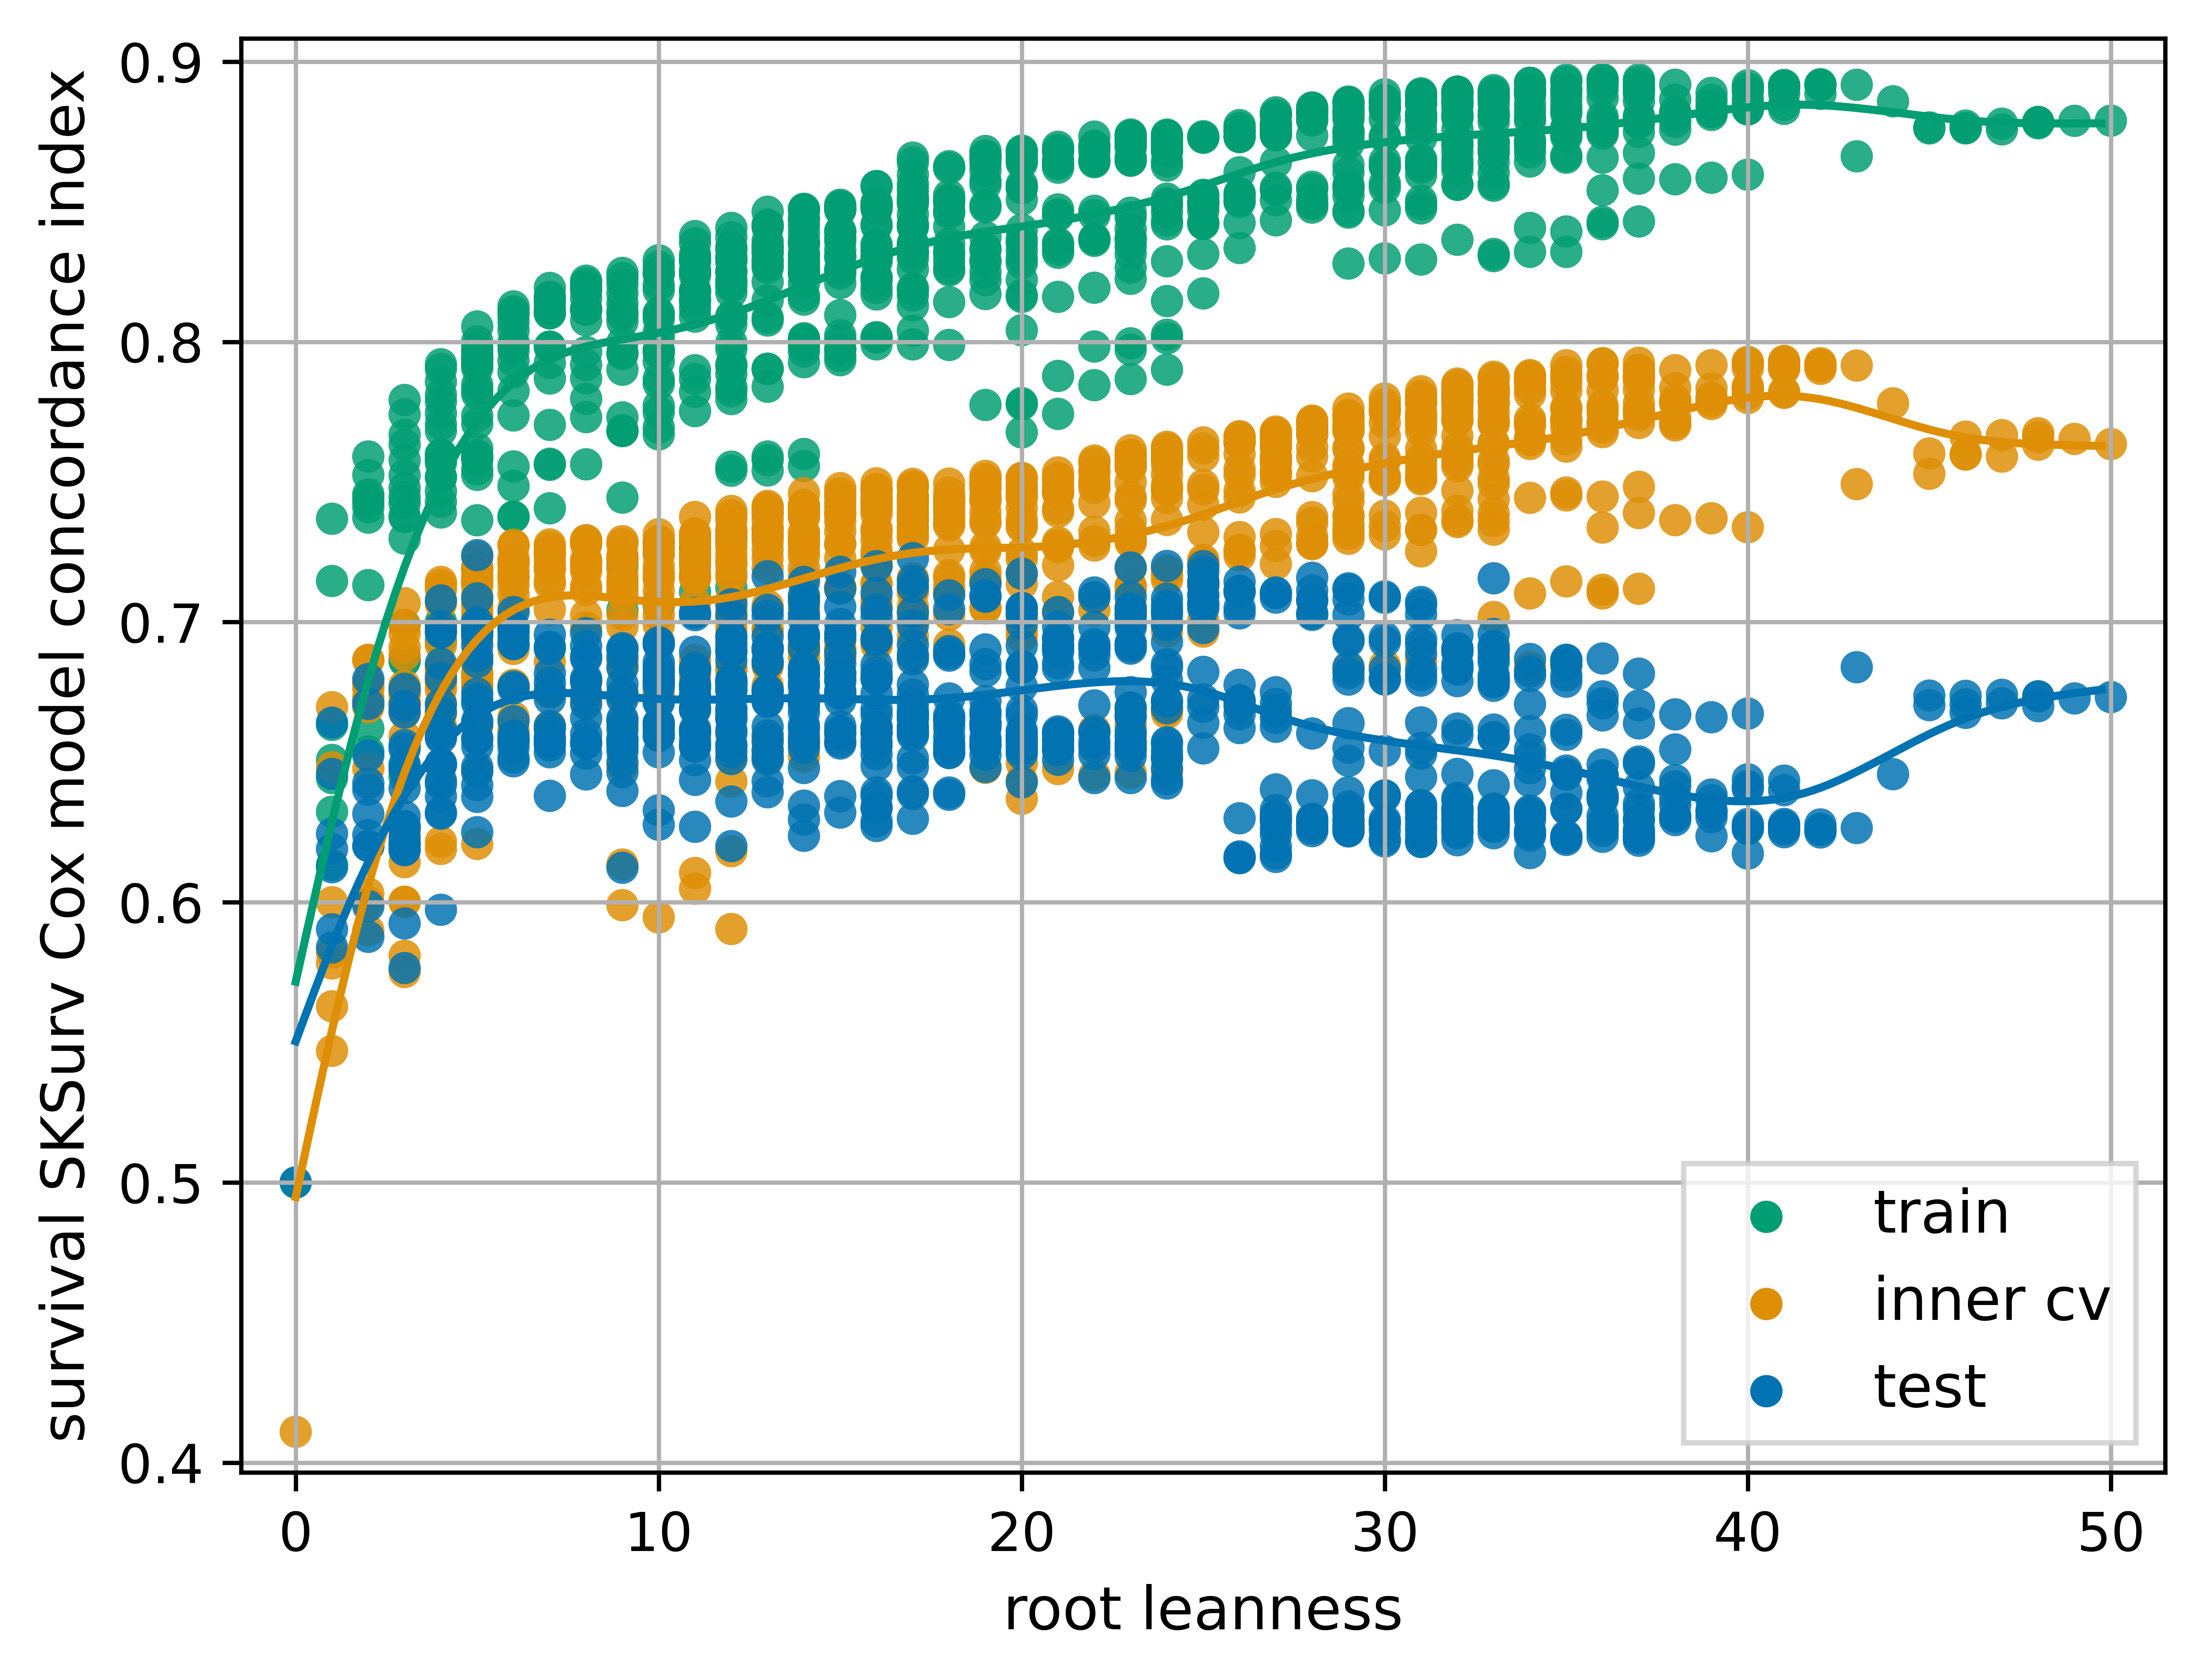 survival SKSurv Cox model concordance index
0.9
0.8
0.7
0.6
0.5
0.4
0 10 20 30 40 50
root leanness
train
inner cv
test